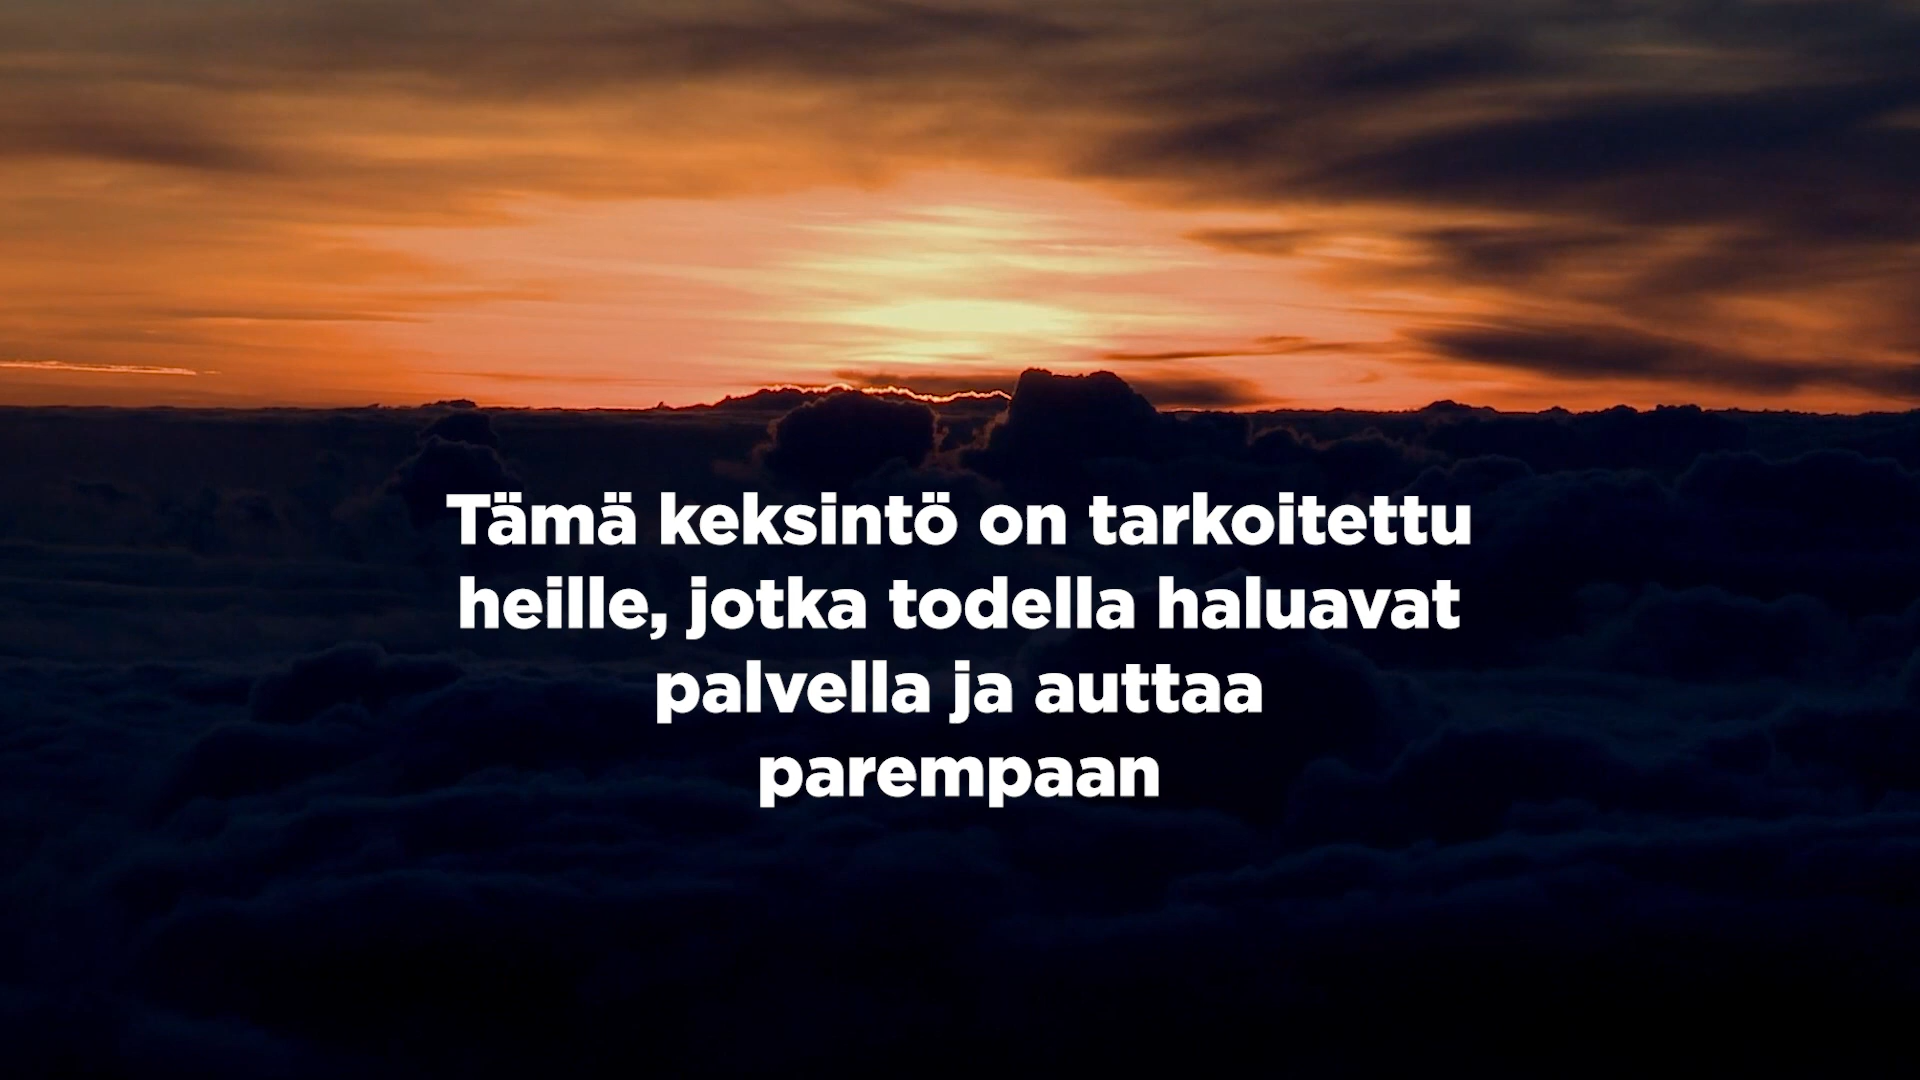 Tämä keksintö on tarkoitettu
heille, jotka todella haluavat
palvella ja auttaa
parempaan